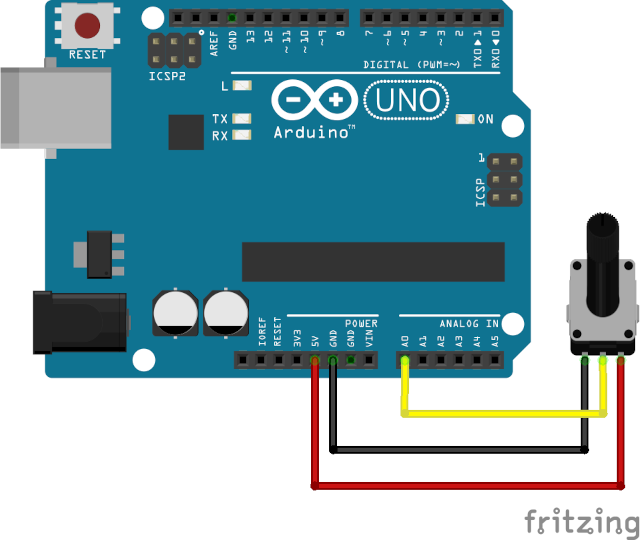 RESET
ICSP2
AREF
GND
13
12
~11
~10
~9
8
7
~6
~5
4
~3
2
TX0▶1
RX0◀0
DIGITAL (PWM=~)
L
TX
RX
UNO
Arduino™
ON
1
ICSP
IOREF
RESET
3V3
5V
GND
GND
VIN
POWER
ANALOG IN
A0
A1
A2
A3
A4
A5
fritzing